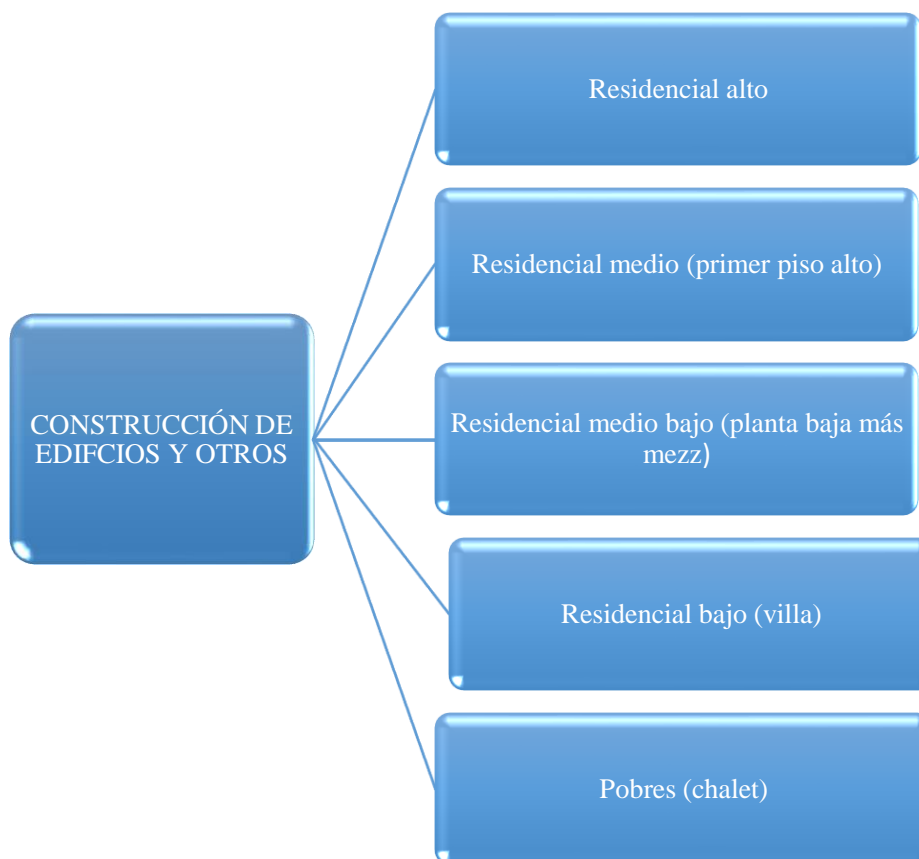 Residencial alto
Residencial medio (primer piso alto)
CONSTRUCCIÓN DE
EDIFCIOS Y OTROS
Residencial medio bajo (planta baja más
mezz)
Residencial bajo (villa)
Pobres (chalet)